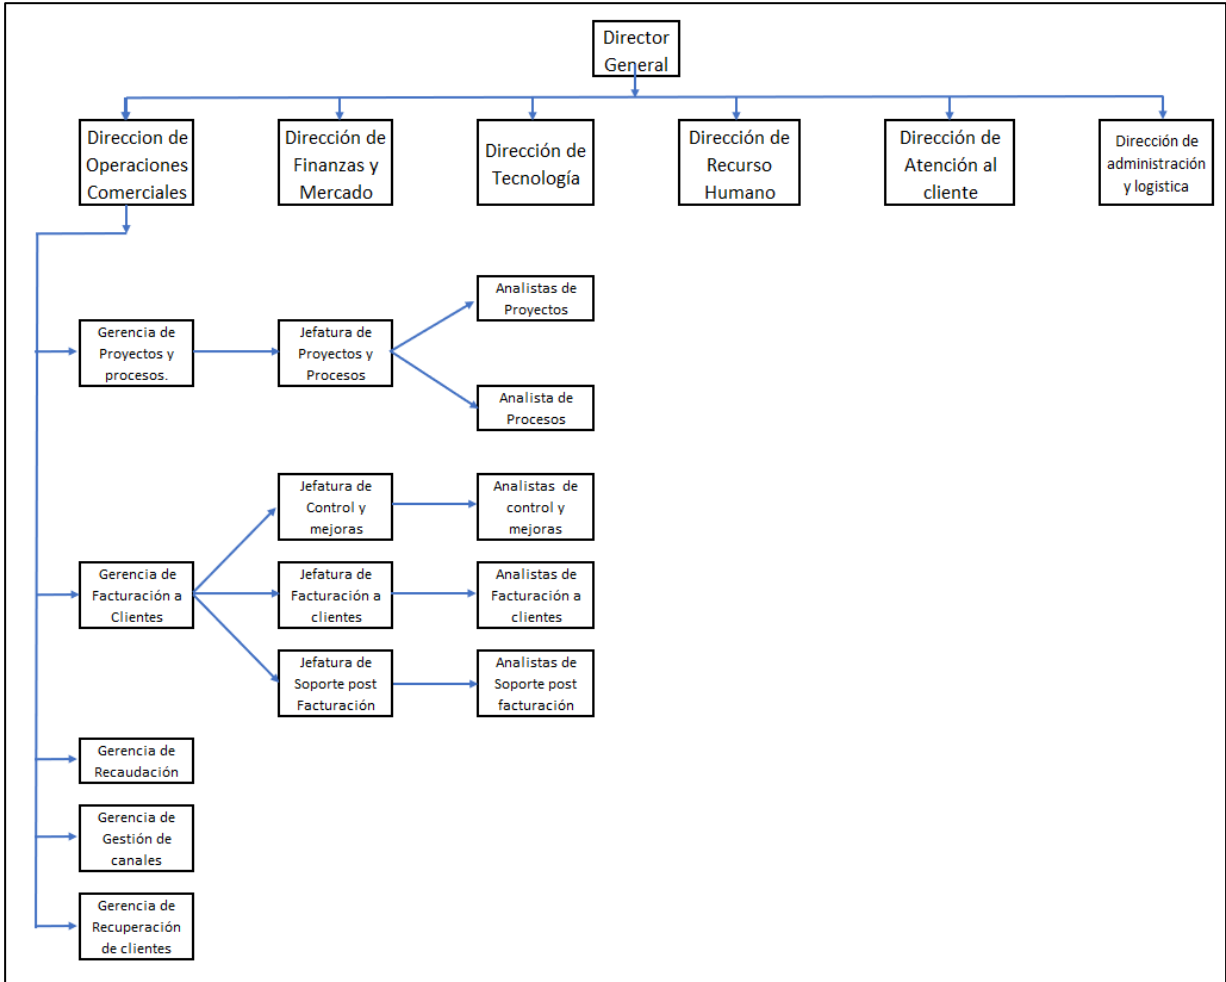 Director
General
Direccion de
Operaciones
Comerciales
Dirección de
Finanzas y
Mercado
Dirección de
Tecnología
Dirección de
Recurso
Humano
Dirección de
Atención al
cliente
Dirección de
administración
y logistica
Gerencia de
Proyectos y
procesos.
Jefatura de
Proyectos y
Procesos
Analistas de
Proyectos
Analista de
Procesos
Gerencia de
Facturación a
Clientes
Jefatura de
Control y
mejoras
Analistas de
control y
mejoras
Jefatura de
Facturación a
clientes
Analistas de
Facturación a
clientes
Jefatura de
Soporte post
Facturación
Analistas de
Soporte post
facturación
Gerencia de
Recaudación
Gerencia de
Gestión de
canales
Gerencia de
Recuperación
de clientes